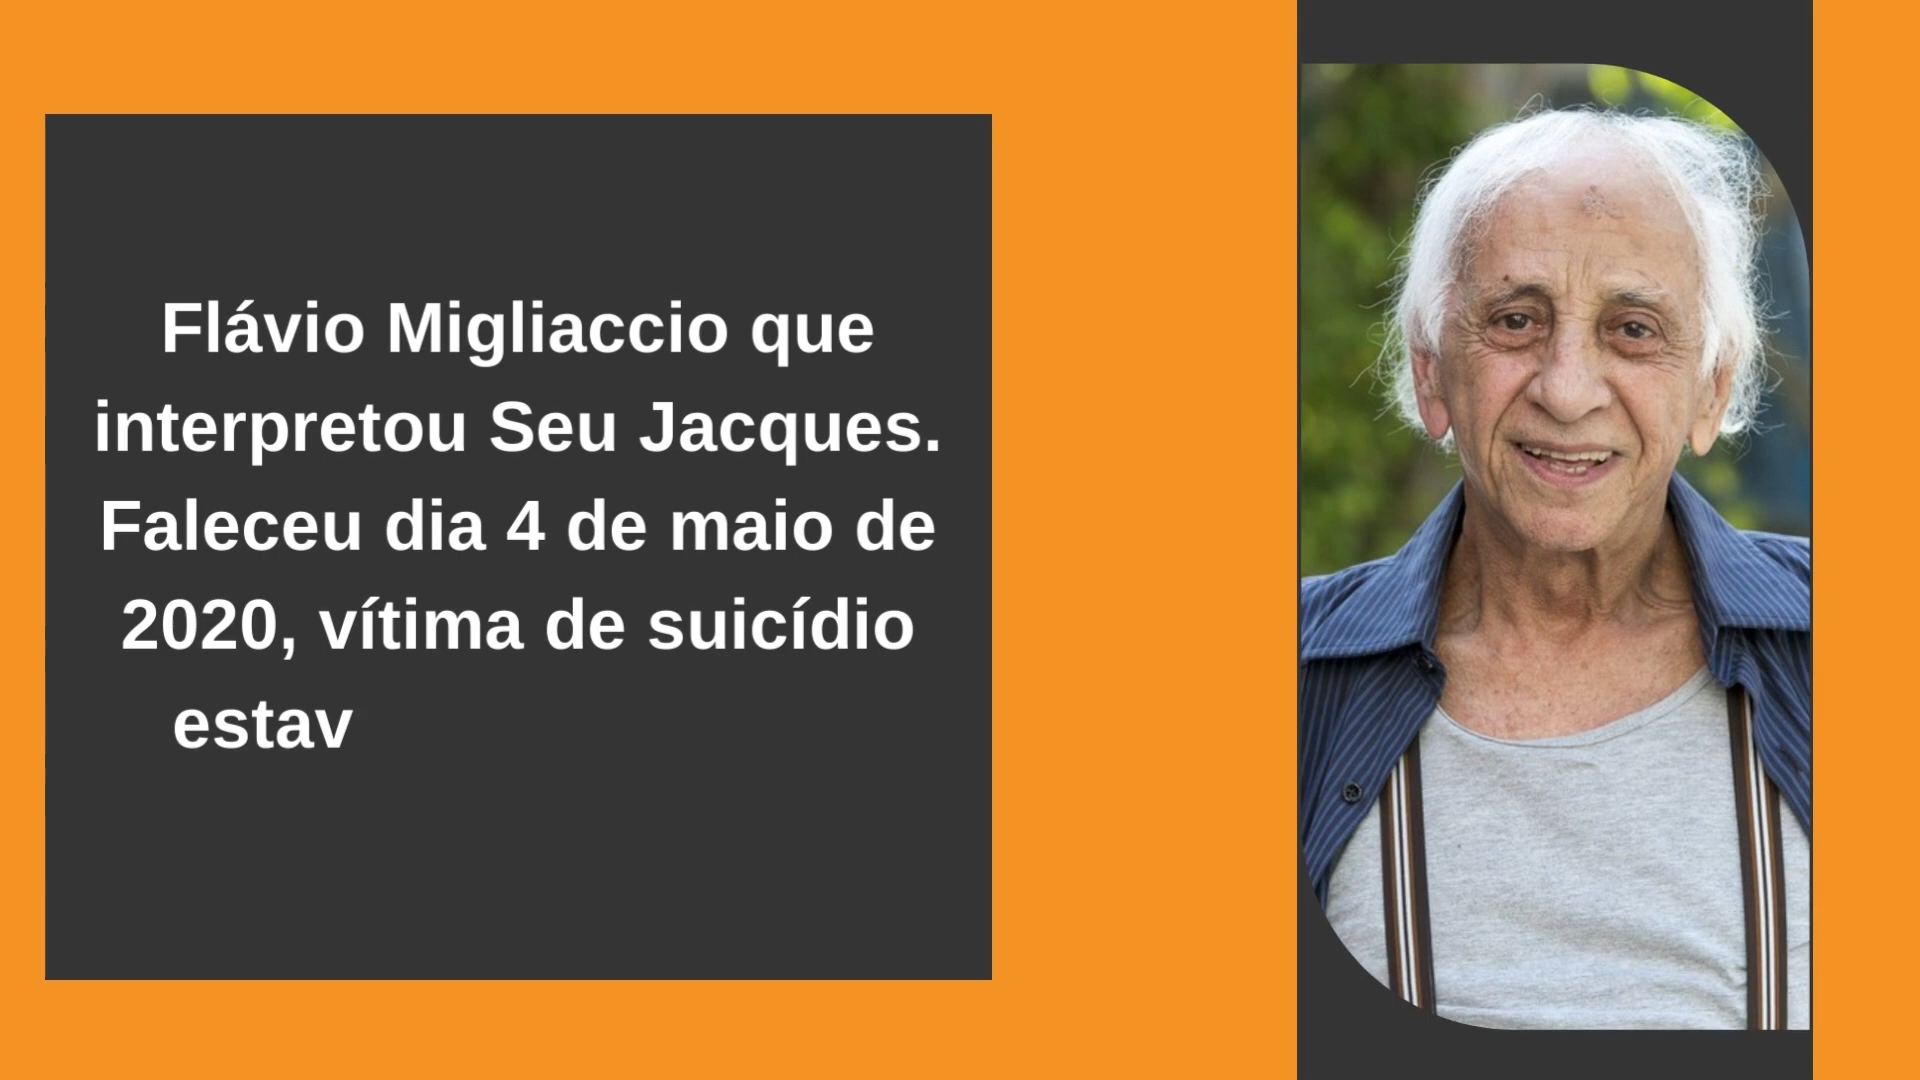 Flávio Migliaccio que
interpretou Seu Jacques.
Faleceu dia 4 de maio de
2020, vítima de suicídio
estav